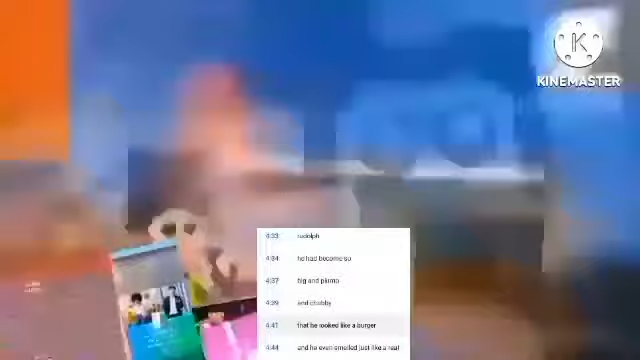 K
KINEMASTER
4:33 rudolph
4:34 he had become so
4:37 big and plump
4:39 and chubby
4:41 that he looked like a burger
4:44 and he even smelled just like a real